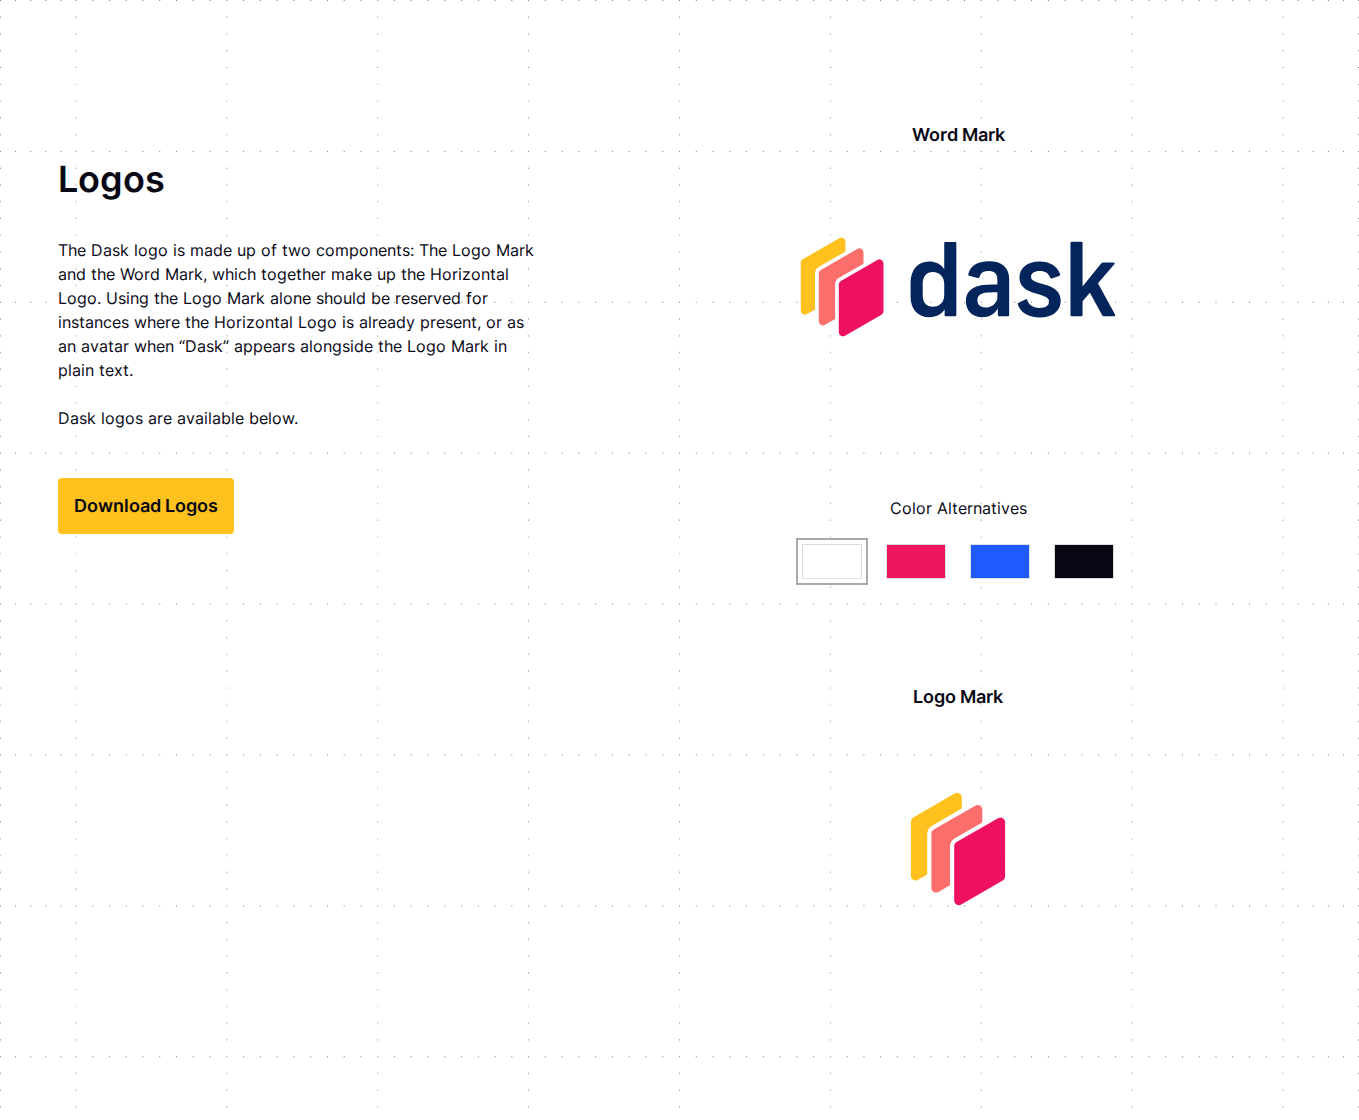 Logos
The Dask logo is made up of two components: The Logo Mark
and the Word Mark, which together make up the Horizontal
Logo. Using the Logo Mark alone should be reserved for
instances where the Horizontal Logo is already present, or as
an avatar when “Dask” appears alongside the Logo Mark in
plain text.
Dask logos are available below.
Download Logos
Word Mark
dask
Color Alternatives
Logo Mark